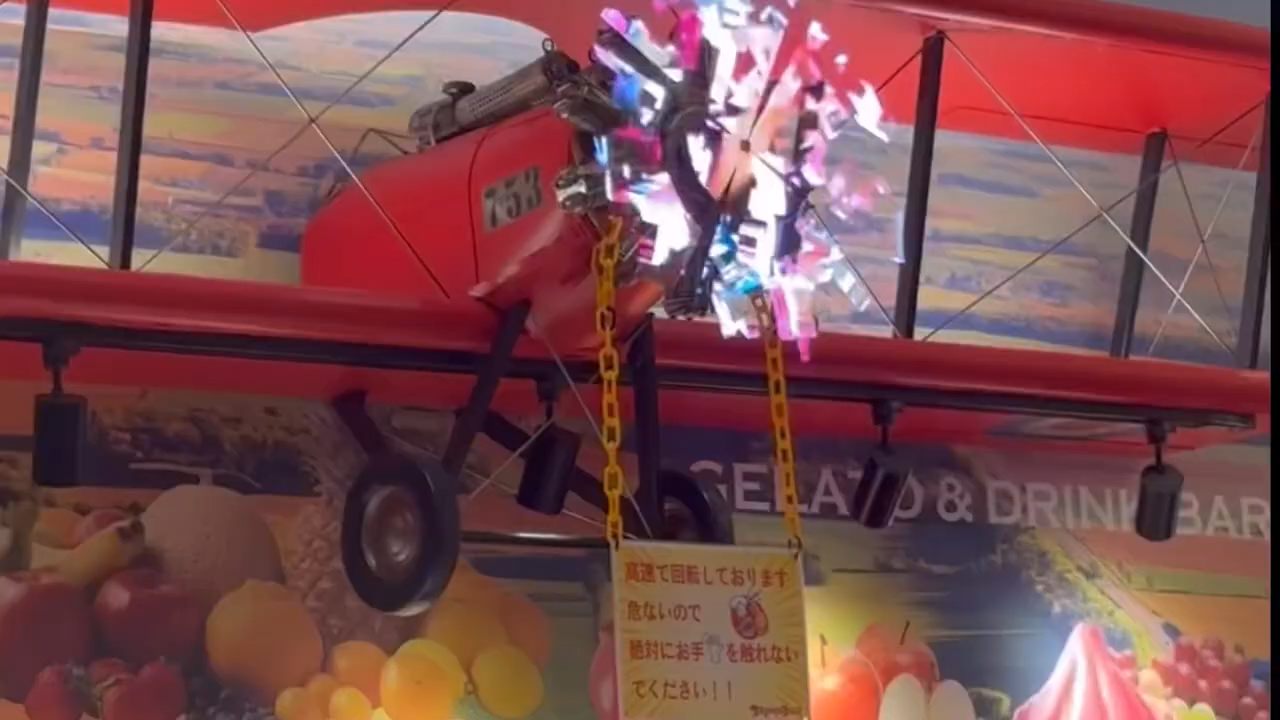 753
GELATO & DRINK BAR
高速で回転しております
危ないので
絶対にお手を触れない
でください！！